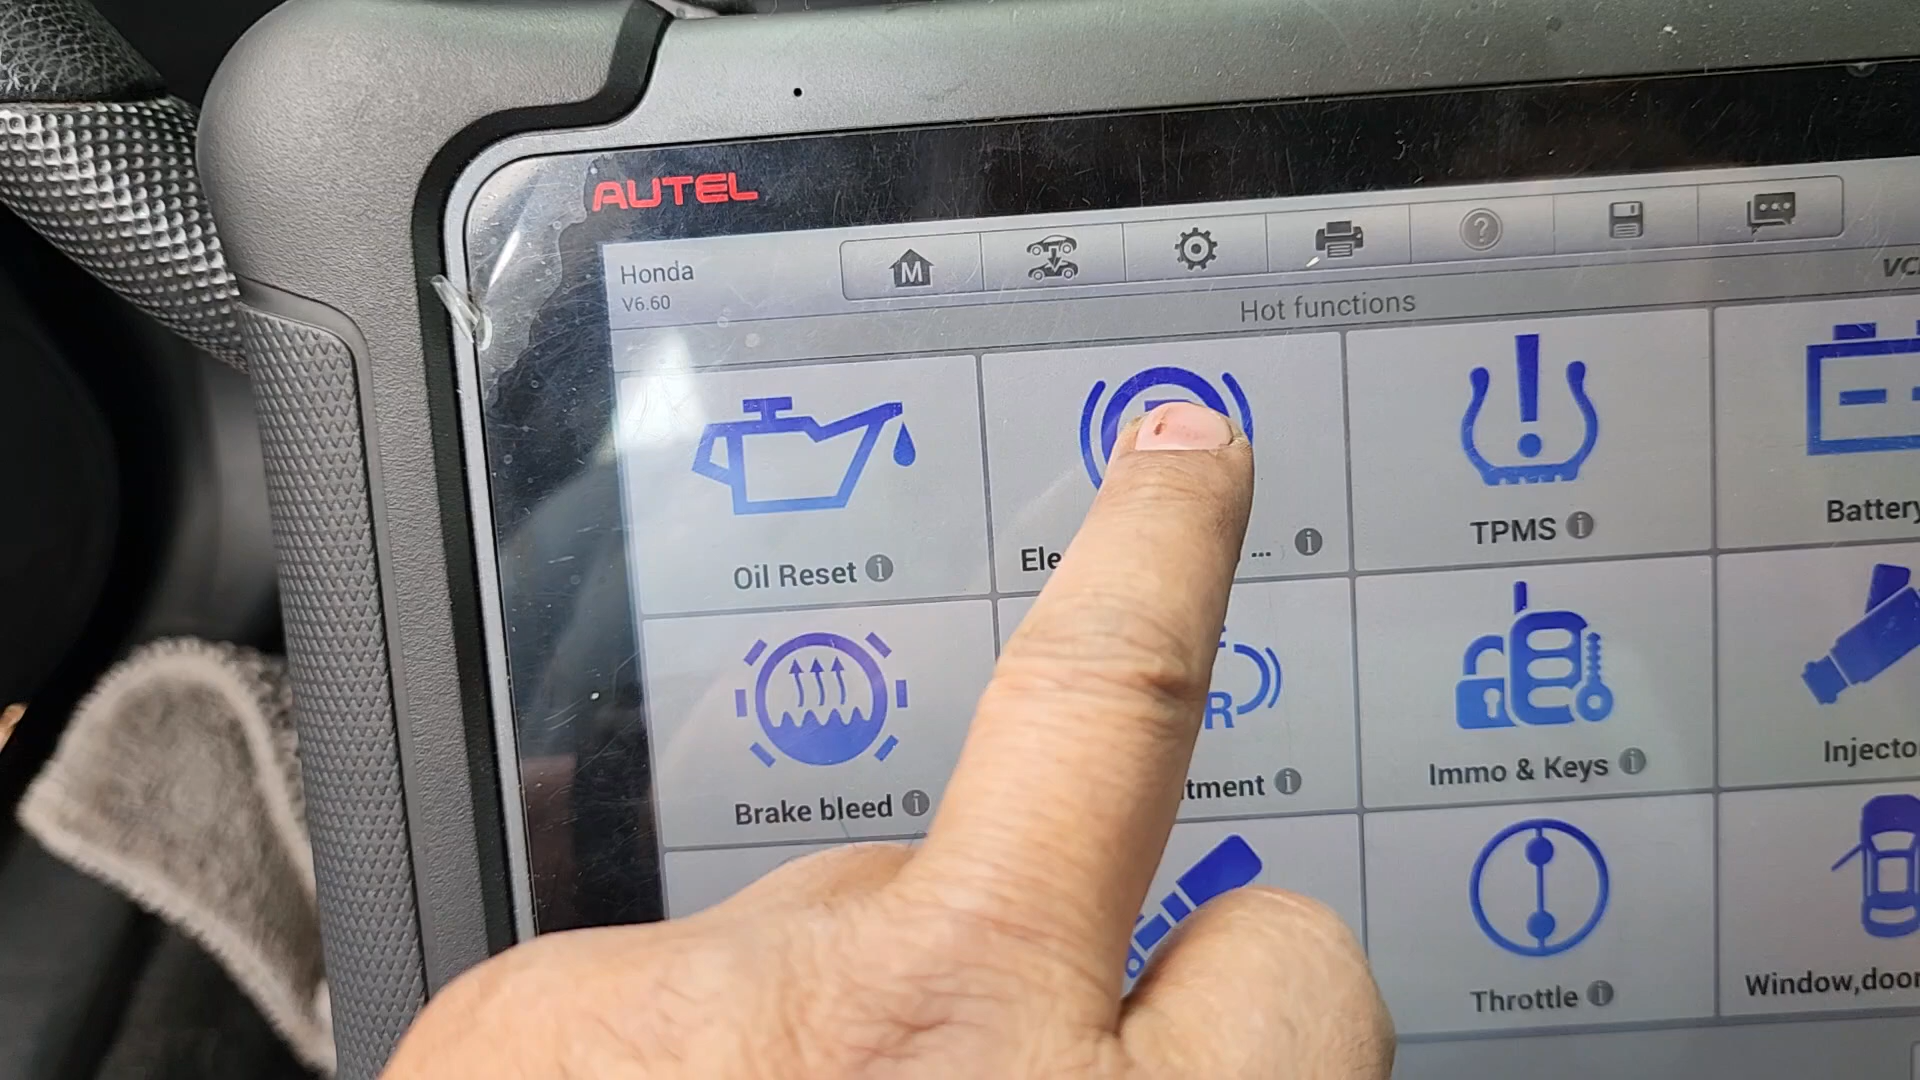 AUTEL
Honda
V6.60
M
?
VC
Hot functions
Oil Reset i
Ele ... i
TPMS i
Battery
Brake bleed i
R
tment i
Immo & Keys i
Injecto
Throttle i
Window,door